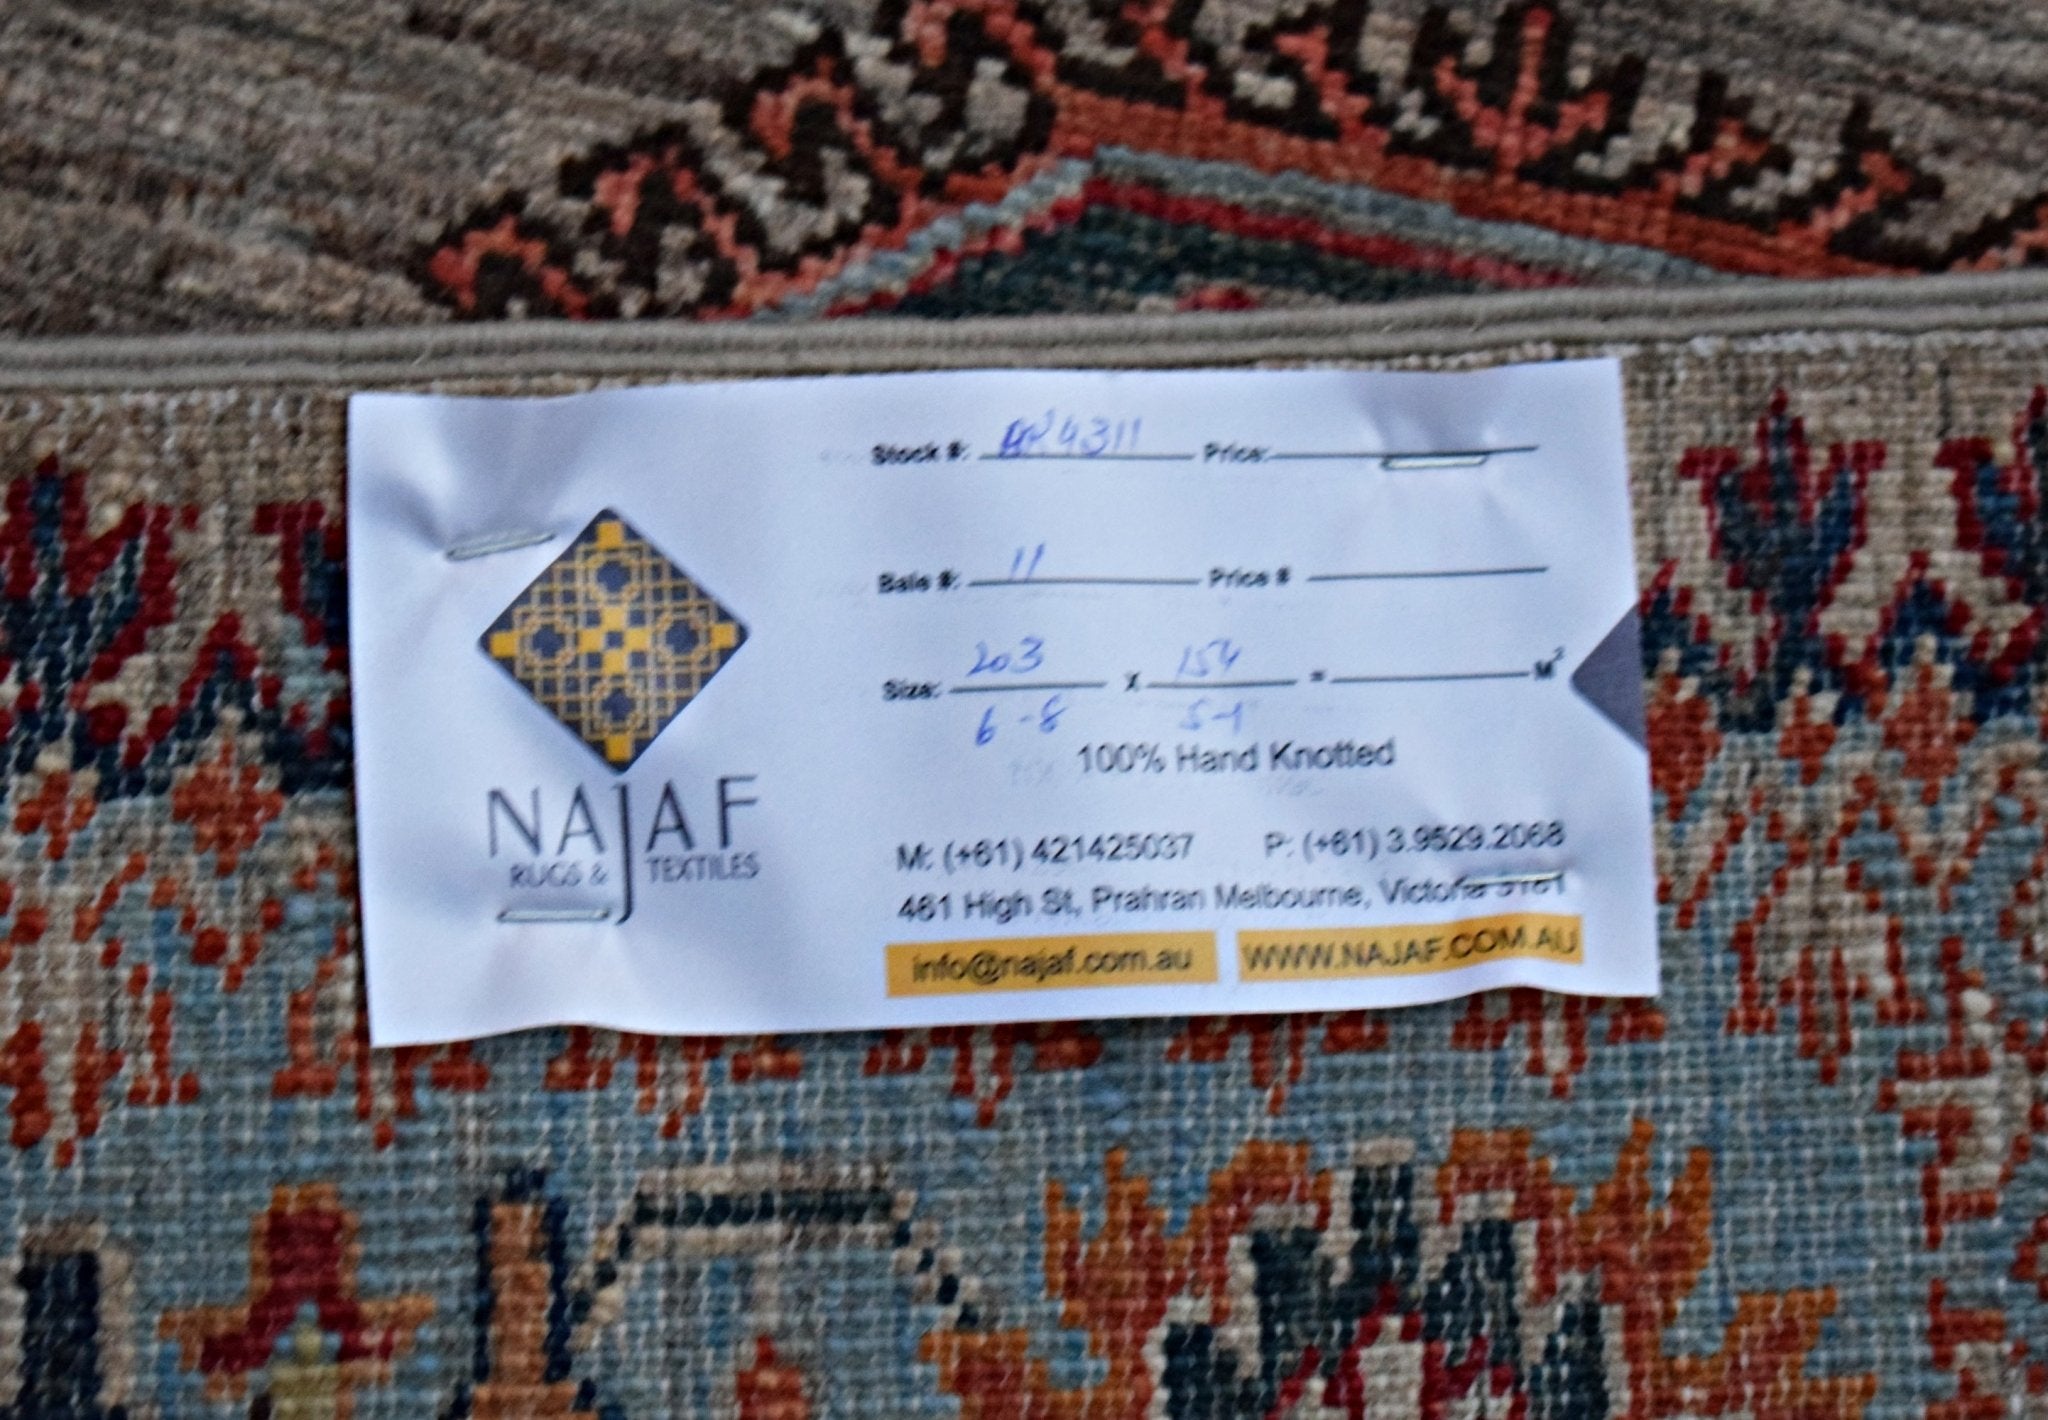 NAJAF
RUGS & TEXTILES
Stock #: 4311 Price:
Bale #: 11 Price #
Size: 203 x 154 = M²
6-8 5-1
100% Hand Knotted
M: (+61) 421425037 P: (+61) 3.9529.2068
461 High St, Prahran Melbourne, Victoria 3181
info@najaf.com.au WWW.NAJAF.COM.AU